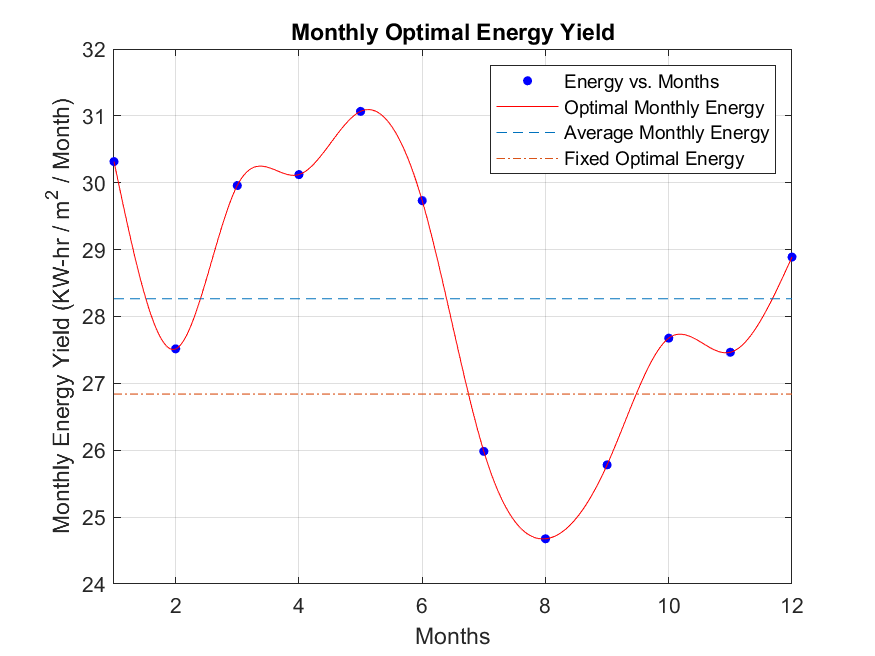 Monthly Optimal Energy Yield
Monthly Energy Yield (KW-hr / m² / Month)
32
31
30
29
28
27
26
25
24
Energy vs. Months
Optimal Monthly Energy
Average Monthly Energy
Fixed Optimal Energy
2 4 6 8 10 12
Months